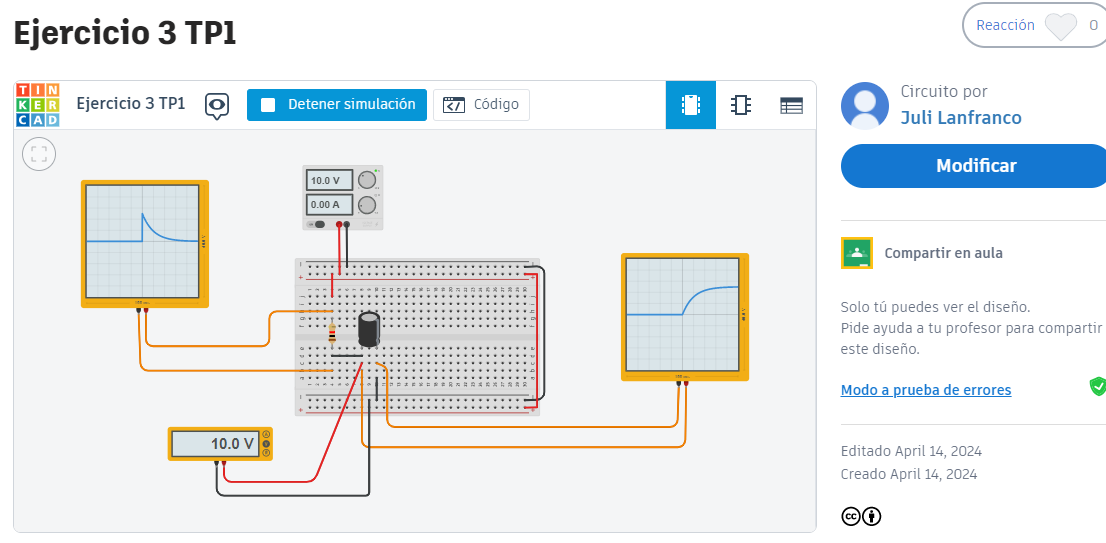 Ejercicio 3 TP1
Reacción
0
TIN
KER
CAD
Ejercicio 3 TP1
Detener simulación
Código
10.0 V
0.00 A
10.0 V
Circuito por
Juli Lanfranco
Modificar
Compartir en aula
Solo tú puedes ver el diseño.
Pide ayuda a tu profesor para compartir
este diseño.
Modo a prueba de errores
Editado April 14, 2024
Creado April 14, 2024
cc